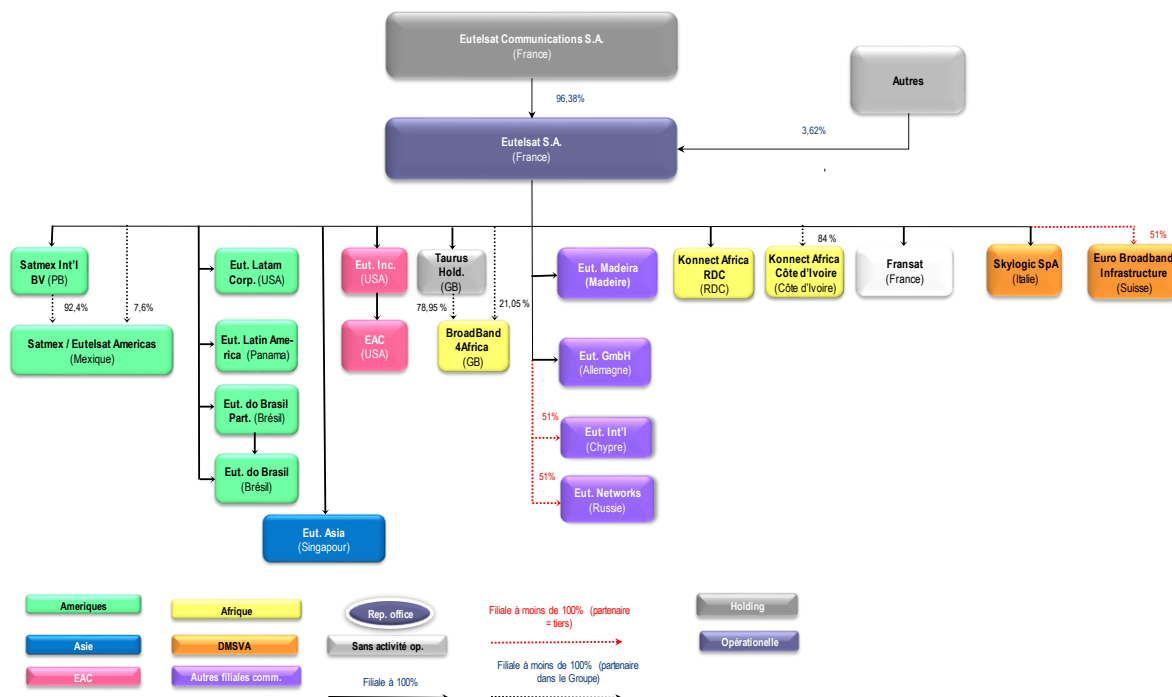 Eutelsat Communications S.A.
(France)
Autres
96,38%
3,62%
Eutelsat S.A.
(France)
Satmex Int'l
BV (PB)
92,4%
7,6%
Satmex / Eutelsat Americas
(Mexique)
Eut. Latam
Corp. (USA)
Eut. Latin Ame-
rica (Panama)
Eut. do Brasil
Part. (Brésil)
Eut. do Brasil
(Brésil)
Eut. Asia
(Singapour)
Eut. Inc.
(USA)
EAC
(USA)
Taurus
Hold.
(GB)
78,95 %
21,05 %
BroadBand
4Africa
(GB)
Eut. Madeira
(Madeire)
Eut. GmbH
(Allemagne)
51%
Eut. Int'l
(Chypre)
51%
Eut. Networks
(Russie)
Konnect Africa
RDC
(RDC)
84 %
Konnect Africa
Côte d'Ivoire
(Côte d'Ivoire)
Fransat
(France)
Skylogic SpA
(Italie)
51%
Euro Broadband
Infrastructure
(Suisse)
Ameriques
Asie
EAC
Afrique
DMSVA
Autres filiales comm.
Rep. office
Sans activité op.
Filiale à 100%
Filiale à moins de 100% (partenaire
= tiers)
Filiale à moins de 100% (partenaire
dans le Groupe)
Holding
Opérationelle